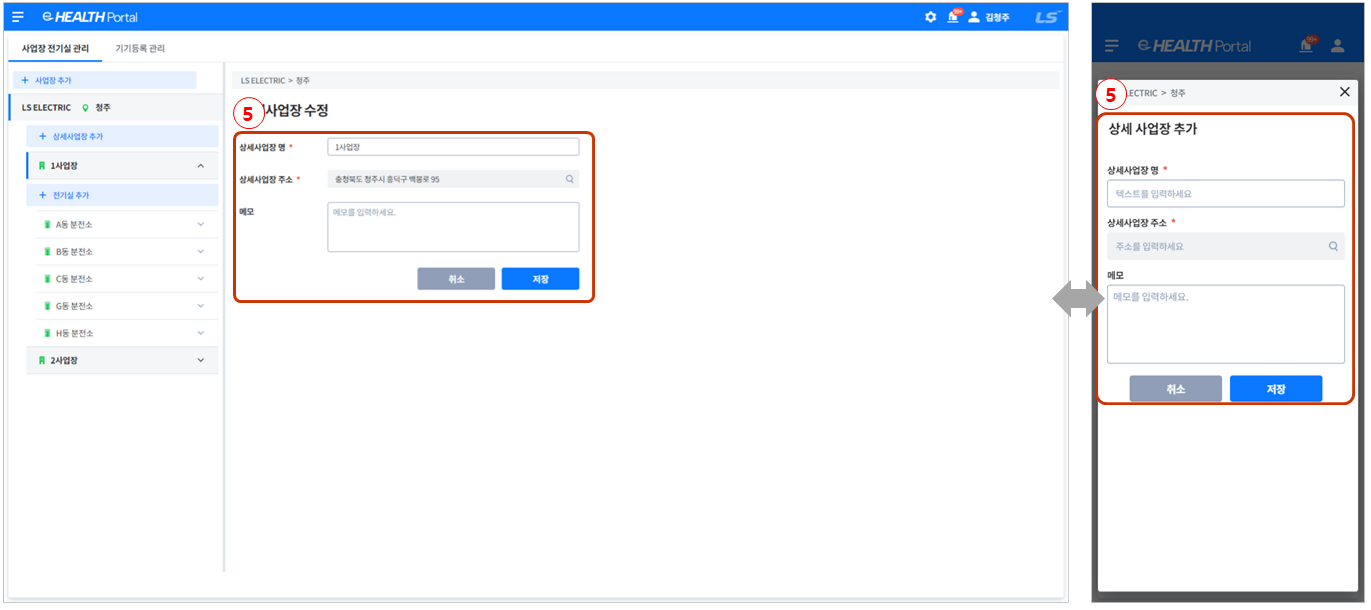 e HEALTH Portal
99+
김청주
LS
사업장 전기실 관리
기기등록 관리
+ 사업장 추가
LS ELECTRIC 청주
+ 상세사업장 추가
1사업장
+ 전기실 추가
A동 분전소
B동 분전소
C동 분전소
G동 분전소
H동 분전소
2사업장
LS ELECTRIC > 청주
5
사업장 수정
상세사업장 명 *
1사업장
상세사업장 주소 *
충청북도 청주시 흥덕구 백봉로 95
메모
메모를 입력하세요.
취소
저장
e HEALTH Portal
99+
5
ECTRIC > 청주
상세 사업장 추가
상세사업장 명 *
텍스트를 입력하세요
상세사업장 주소 *
주소를 입력하세요
메모
메모를 입력하세요.
취소
저장